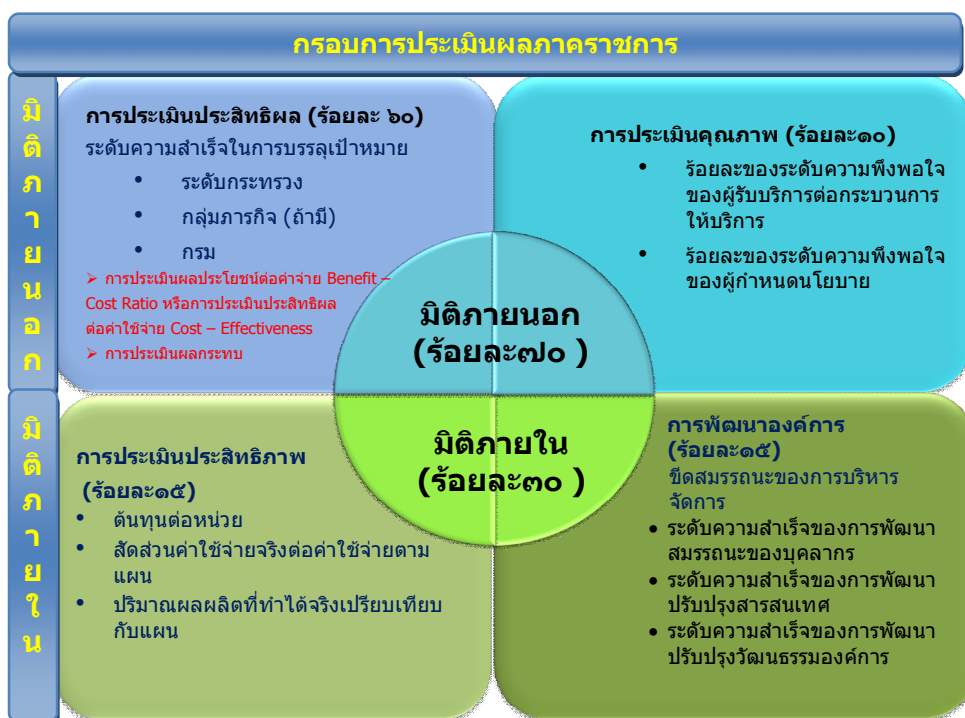 กรอบการประเมินผลภาคราชการ
มิติภายนอก
การประเมินประสิทธิผล (ร้อยละ ๖๐)
ระดับความสำเร็จในการบรรลุเป้าหมาย
• ระดับกระทรวง
• กลุ่มภารกิจ (ถ้ามี)
• กรม
➢ การประเมินผลประโยชน์ต่อค่าจ่าย Benefit –
Cost Ratio หรือการประเมินประสิทธิผล
ต่อค่าใช้จ่าย Cost – Effectiveness
➢ การประเมินผลกระทบ
การประเมินคุณภาพ (ร้อยละ๑๐)
• ร้อยละของระดับความพึงพอใจ
ของผู้รับบริการต่อกระบวนการ
ให้บริการ
• ร้อยละของระดับความพึงพอใจ
ของผู้กำหนดนโยบาย
มิติภายนอก
(ร้อยละ๗๐ )
มิติภายใน
(ร้อยละ๓๐ )
มิติภายใน
การประเมินประสิทธิภาพ
(ร้อยละ๑๕)
• ต้นทุนต่อหน่วย
• สัดส่วนค่าใช้จ่ายจริงต่อค่าใช้จ่ายตาม
แผน
• ปริมาณผลผลิตที่ทำได้จริงเปรียบเทียบ
กับแผน
การพัฒนาองค์การ
(ร้อยละ๑๕)
ขีดสมรรถนะของการบริหาร
จัดการ
• ระดับความสำเร็จของการพัฒนา
สมรรถนะของบุคลากร
• ระดับความสำเร็จของการพัฒนา
ปรับปรุงสารสนเทศ
• ระดับความสำเร็จของการพัฒนา
ปรับปรุงวัฒนธรรมองค์การ